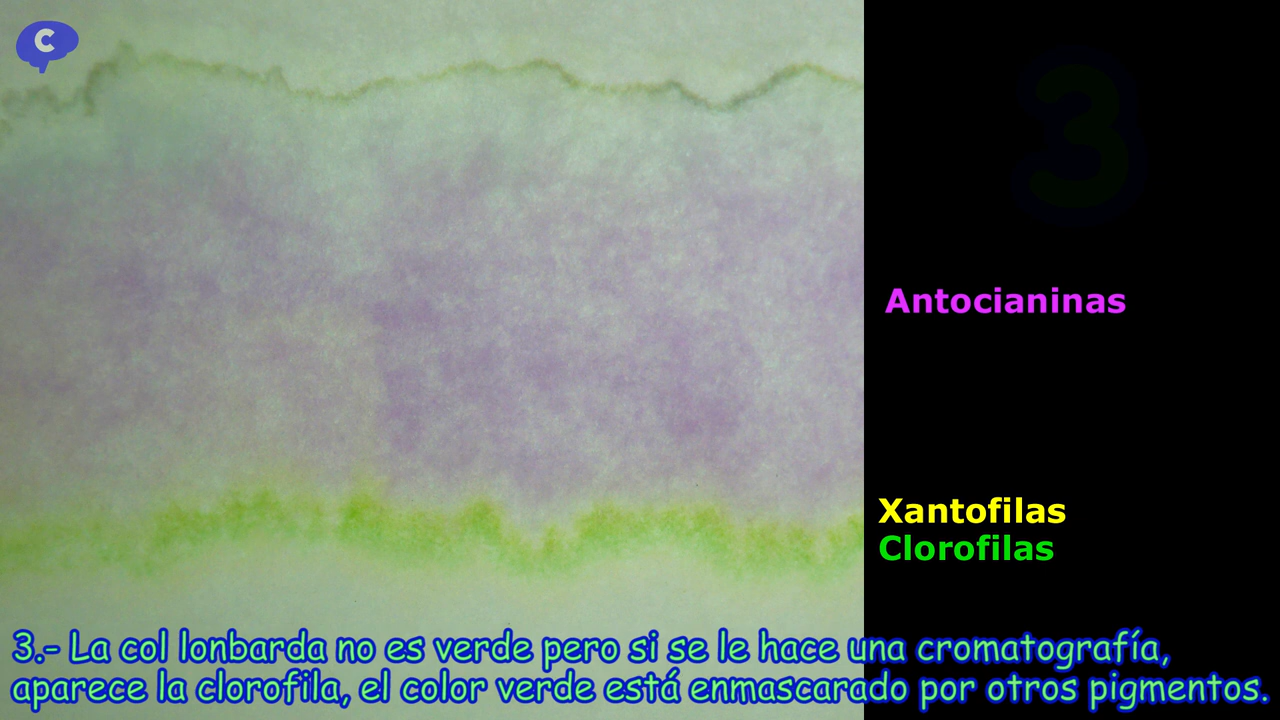 C
3
Antocianinas
Xantofilas
Clorofilas
3.- La col lonbarda no es verde pero si se le hace una cromatografía,
aparece la clorofila, el color verde está enmascarado por otros pigmentos.